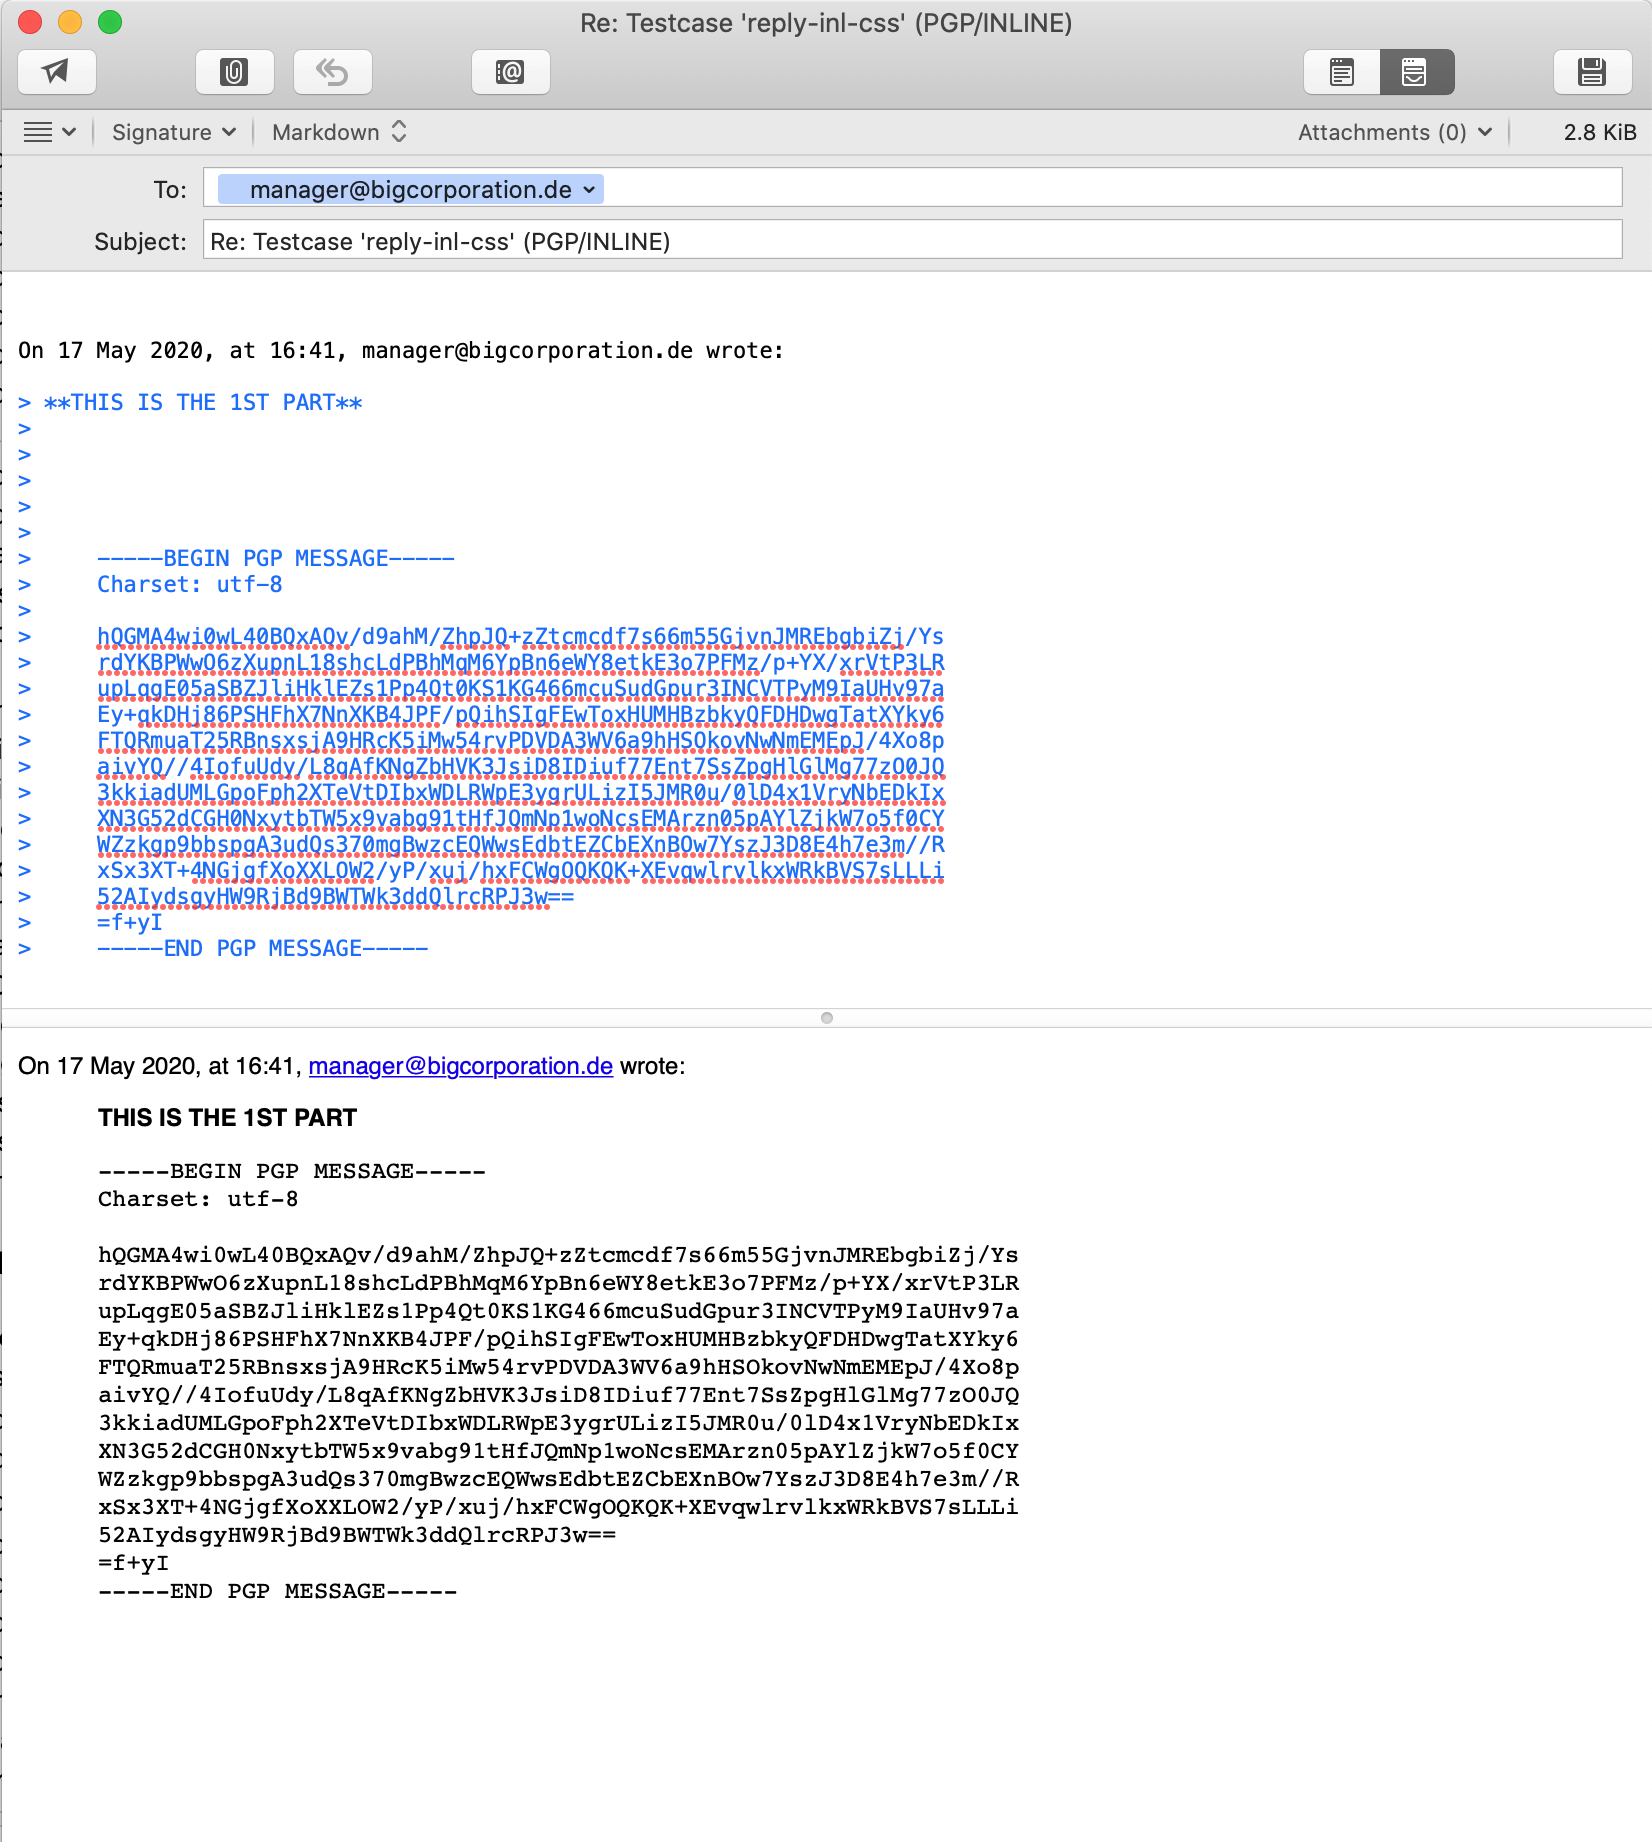 Re: Testcase 'reply-inl-css' (PGP/INLINE)
Signature Markdown Attachments (0) 2.8 KiB
To: manager@bigcorporation.de
Subject: Re: Testcase 'reply-inl-css' (PGP/INLINE)
On 17 May 2020, at 16:41, manager@bigcorporation.de wrote:
> **THIS IS THE 1ST PART**
>
>
>
>
>
> -----BEGIN PGP MESSAGE-----
> Charset: utf-8
>
> hQGMA4wi0wL40BQxAQv/d9ahM/ZhpJQ+zZtcmcdf7s66m55GjvnJMREbgbiZj/Ys
> rdYKBPWwO6zXupnL18shcLdPBhMqM6YpBn6eWY8etkE3o7PFMz/p+YX/xrVtP3LR
> upLqgE05aSBZJliHklEZs1Pp4Qt0KS1KG466mcuSudGpur3INCVTPyM9IaUHv97a
> Ey+qkDHj86PSHFhX7NnXKB4JPF/pQihSIgFEwToxHUMHBzbkyQFDHDwgTatXYky6
> FTQRmuaT25RBnsxsjA9HRcK5iMw54rvPDVDA3WV6a9hHSOkovNwNmEMEpJ/4Xo8p
> aivYQ//4IofuUdy/L8qAfKNgZbHVK3JsiD8IDiuf77Ent7SsZpgHlGlMg77zO0JQ
> 3kkiadUMLGpoFph2XTeVtDIbxWDLRWpE3ygrULizI5JMR0u/0lD4x1VryNbEDkIx
> XN3G52dCGH0NxytbTW5x9vabg91tHfJQmNp1woNcsEMArzn05pAYlZjkW7o5f0CY
> WZzkgp9bbspgA3udQs370mgBwzcEQWwsEdbtEZCbEXnBOw7YszJ3D8E4h7e3m//R
> xSx3XT+4NGjgfXoXXLOW2/yP/xuj/hxFCWgOQKQK+XEvqwlrvlkxWRkBVS7sLLLi
> 52AIydsgyHW9RjBd9BWTWk3ddQlrcRPJ3w==
> =f+yI
> -----END PGP MESSAGE-----
On 17 May 2020, at 16:41, manager@bigcorporation.de wrote:
THIS IS THE 1ST PART
-----BEGIN PGP MESSAGE-----
Charset: utf-8
hQGMA4wi0wL40BQxAQv/d9ahM/ZhpJQ+zZtcmcdf7s66m55GjvnJMREbgbiZj/Ys
rdYKBPWwO6zXupnL18shcLdPBhMqM6YpBn6eWY8etkE3o7PFMz/p+YX/xrVtP3LR
upLqgE05aSBZJliHklEZs1Pp4Qt0KS1KG466mcuSudGpur3INCVTPyM9IaUHv97a
Ey+qkDHj86PSHFhX7NnXKB4JPF/pQihSIgFEwToxHUMHBzbkyQFDHDwgTatXYky6
FTQRmuaT25RBnsxsjA9HRcK5iMw54rvPDVDA3WV6a9hHSOkovNwNmEMEpJ/4Xo8p
aivYQ//4IofuUdy/L8qAfKNgZbHVK3JsiD8IDiuf77Ent7SsZpgHlGlMg77zO0JQ
3kkiadUMLGpoFph2XTeVtDIbxWDLRWpE3ygrULizI5JMR0u/0lD4x1VryNbEDkIx
XN3G52dCGH0NxytbTW5x9vabg91tHfJQmNp1woNcsEMArzn05pAYlZjkW7o5f0CY
WZzkgp9bbspgA3udQs370mgBwzcEQWwsEdbtEZCbEXnBOw7YszJ3D8E4h7e3m//R
xSx3XT+4NGjgfXoXXLOW2/yP/xuj/hxFCWgOQKQK+XEvqwlrvlkxWRkBVS7sLLLi
52AIydsgyHW9RjBd9BWTWk3ddQlrcRPJ3w==
=f+yI
-----END PGP MESSAGE-----